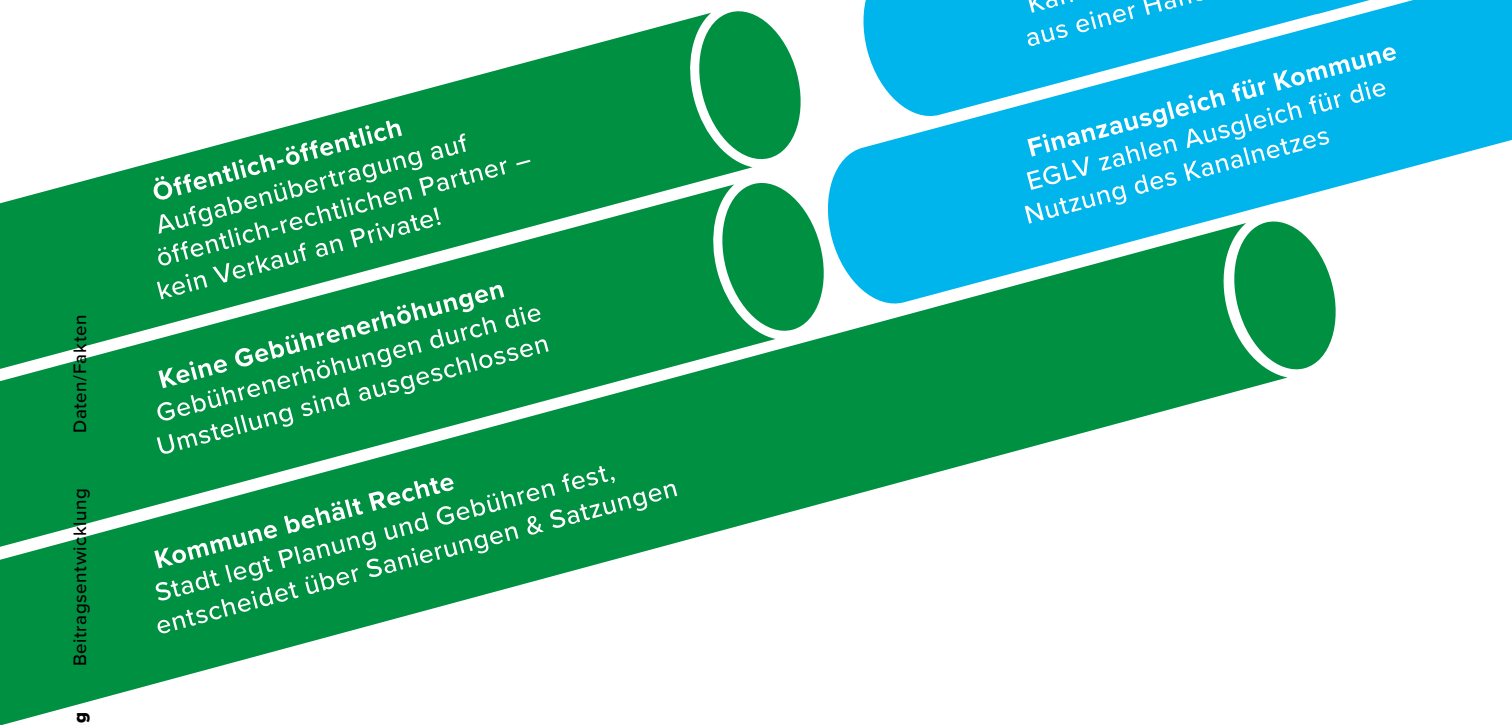 Öffentlich-öffentlich
Aufgabenübertragung auf
öffentlich-rechtlichen Partner –
kein Verkauf an Private!
Keine Gebührenerhöhungen
Gebührenerhöhungen durch die
Umstellung sind ausgeschlossen
Kommune behält Rechte
Stadt legt Planung und Gebühren fest,
entscheidet über Sanierungen & Satzungen
aus einer
Finanzausgleich für Kommune
EGLV zahlen Ausgleich für die
Nutzung des Kanalnetzes
Daten/Fakten
Beitragsentwicklung